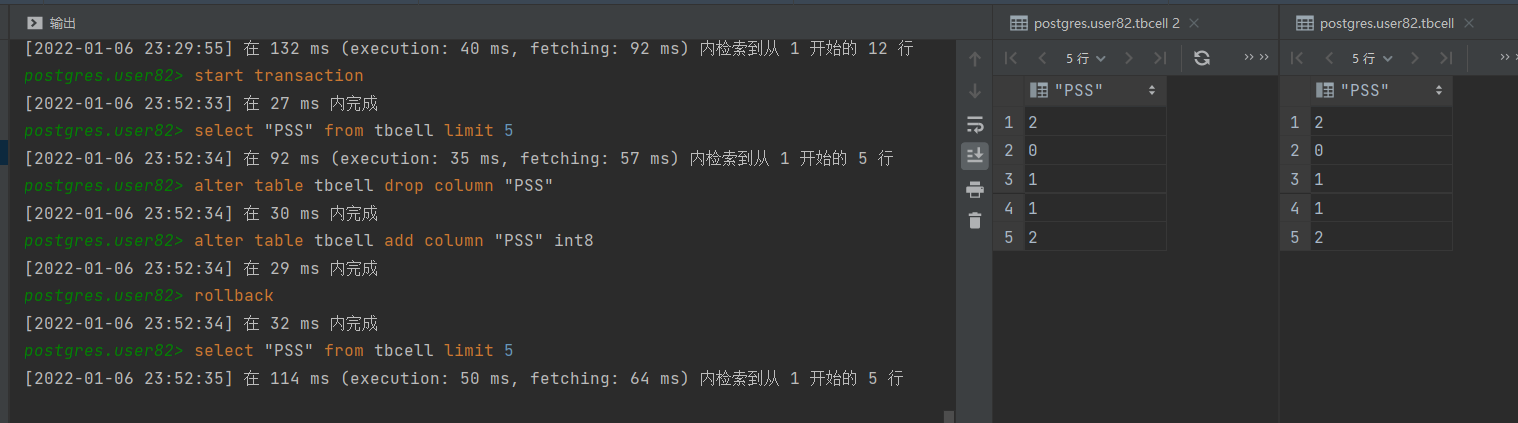 输出
[2022-01-06 23:29:55] 在 132 ms (execution: 40 ms, fetching: 92 ms) 内检索到从 1 开始的 12 行
postgres.user82> start transaction
[2022-01-06 23:52:33] 在 27 ms 内完成
postgres.user82> select "PSS" from tbcell limit 5
[2022-01-06 23:52:34] 在 92 ms (execution: 35 ms, fetching: 57 ms) 内检索到从 1 开始的 5 行
postgres.user82> alter table tbcell drop column "PSS"
[2022-01-06 23:52:34] 在 30 ms 内完成
postgres.user82> alter table tbcell add column "PSS" int8
[2022-01-06 23:52:34] 在 29 ms 内完成
postgres.user82> rollback
[2022-01-06 23:52:34] 在 32 ms 内完成
postgres.user82> select "PSS" from tbcell limit 5
[2022-01-06 23:52:35] 在 114 ms (execution: 50 ms, fetching: 64 ms) 内检索到从 1 开始的 5 行
postgres.user82.tbcell 2
5 行
"PSS"
1 2
2 0
3 1
4 1
5 2
postgres.user82.tbcell
5 行
"PSS"
1 2
2 0
3 1
4 1
5 2